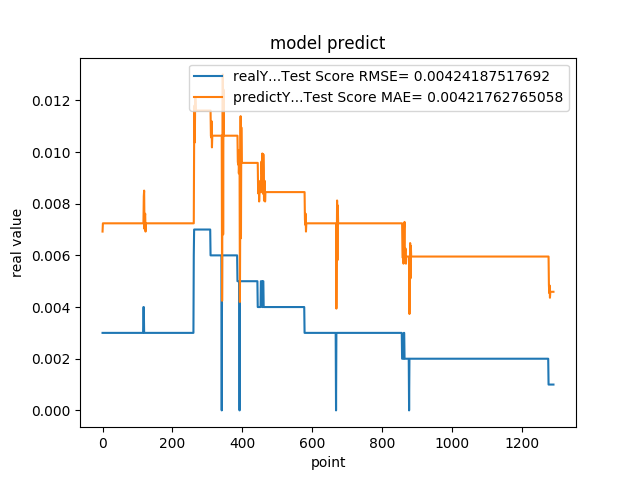 model predict
realY...Test Score RMSE= 0.00424187517692
predictY...Test Score MAE= 0.00421762765058
0.012
0.010
0.008
0.006
0.004
0.002
0.000
real value
0 200 400 600 800 1000 1200
point